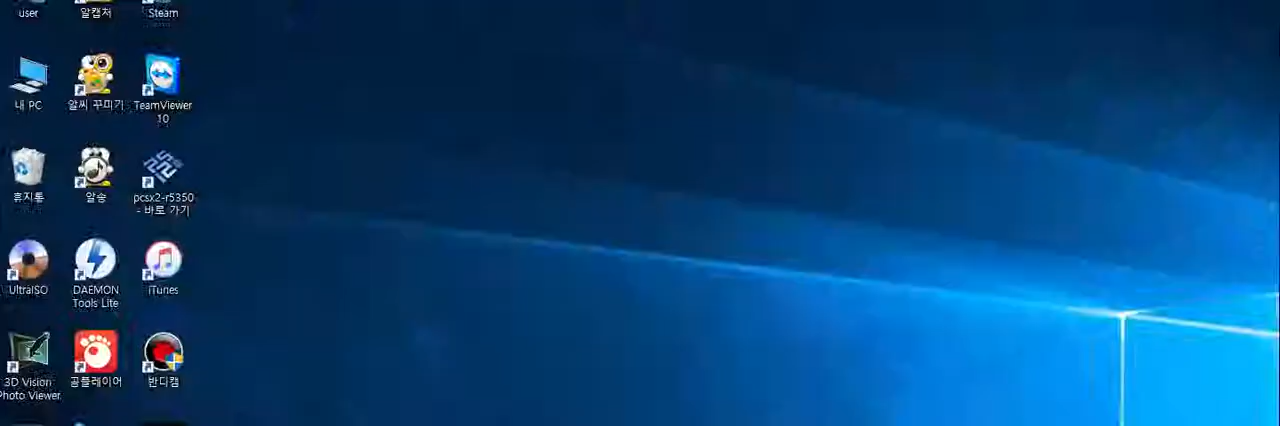 user
알캡처
Steam
내 PC
알씨 꾸미기
TeamViewer
10
휴지통
알송
pcsx2-r5350
- 바로 가기
UltraISO
DAEMON
Tools Lite
iTunes
3D Vision
Photo Viewer
곰플레이어
반디캠